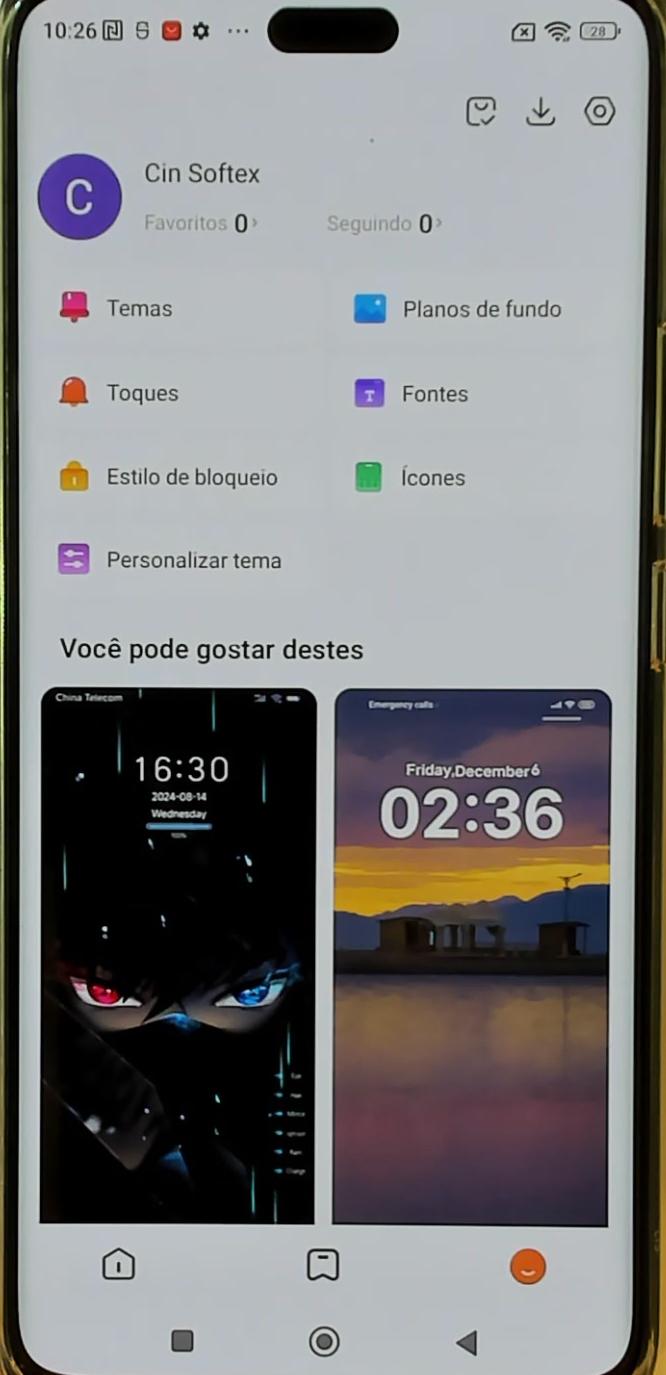 10:26
28
C
Cin Softex
Favoritos 0
Seguindo 0
Temas
Planos de fundo
Toques
Fontes
Estilo de bloqueio
Ícones
Personalizar tema
Você pode gostar destes
China Telecom
16:30
2024-08-14
Wednesday
100%
Emergency calls
Friday,December6
02:36